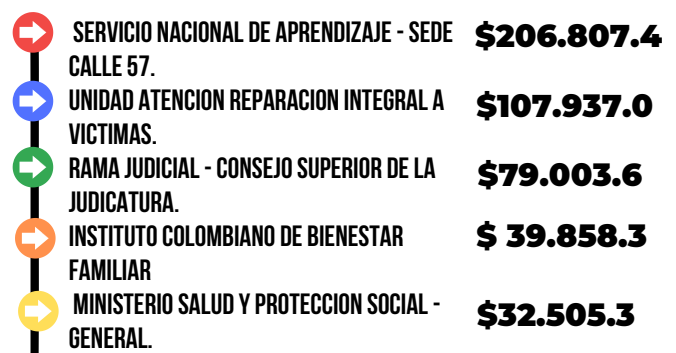 SERVICIO NACIONAL DE APRENDIZAJE - SEDE $206.807.4
CALLE 57.
UNIDAD ATENCION REPARACION INTEGRAL A $107.937.0
VICTIMAS.
RAMA JUDICIAL - CONSEJO SUPERIOR DE LA $79.003.6
JUDICATURA.
INSTITUTO COLOMBIANO DE BIENESTAR $ 39.858.3
FAMILIAR
MINISTERIO SALUD Y PROTECCION SOCIAL - $32.505.3
GENERAL.